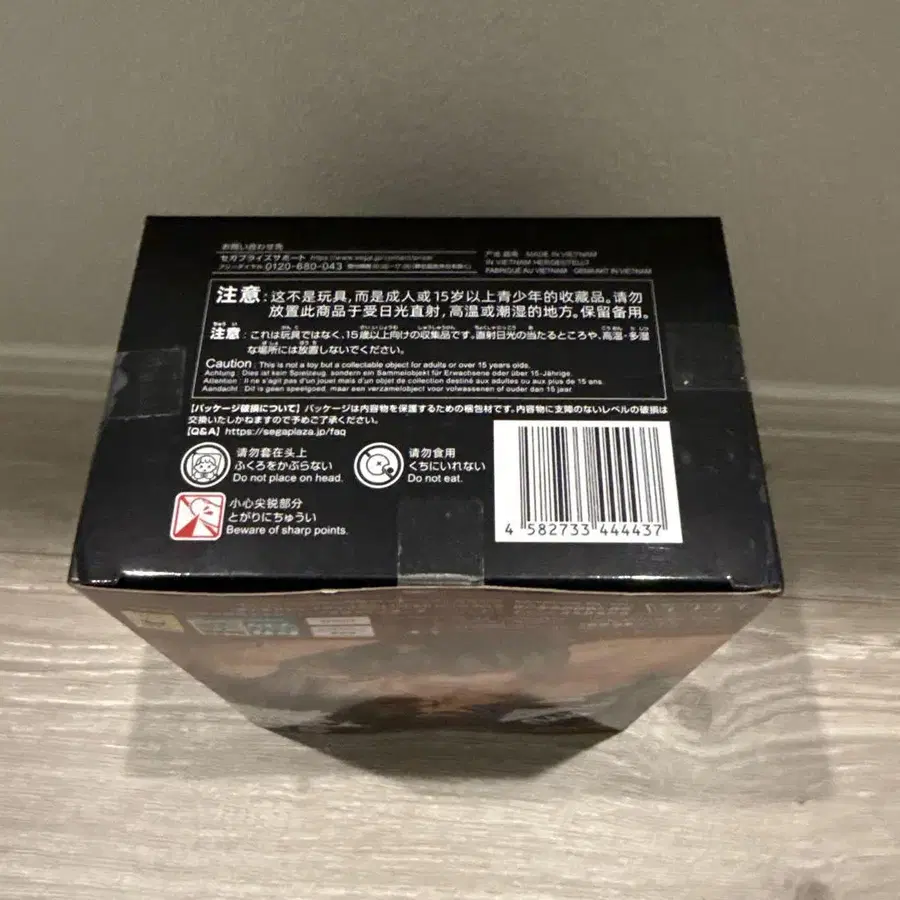 お問い合わせ先
セガプライズサポート https://www.sega.jp/contact/prize/
フリーダイヤル 0120-680-043
产地:越南 MADE IN VIETNAM
IN VIETNAM HERGESTELLT
FABRIQUÉ AU VIETNAM GEMAAKT IN VIETNAM
注意:这不是玩具,而是成人或15岁以上青少年的收藏品。请勿
放置此商品于受日光直射,高温或潮湿的地方。保留备用。
注意:これは玩具ではなく、15歳以上向けの収集品です。直射日光の当たるところや、高温・多湿
な場所には放置しないでください。
Caution : This is not a toy but a collectable object for adults or over 15 years olds.
Achtung : Dies ist kein Spielzeug, sondern ein Sammelobjekt für Erwachsene oder über 15-Jährige.
Attention : Il ne s'agit pas d'un jouet mais d'un objet de collection destiné aux adultes ou aux plus de 15 ans.
Aandacht : Dit is geen speelgoed, maar een verzamelobject voor volwassenen of ouder dan 15 jaar.
【パッケージ破損について】パッケージは内容物を保護するための梱包材です。内容物に支障のないレベルの破損は
交換いたしかねますので予めご了承ください。
【Q&A】https://segaplaza.jp/faq
请勿套在头上
ふくろをかぶらない
Do not place on head.
请勿食用
くちにいれない
Do not eat.
小心尖锐部分
とがりにちゅうい
Beware of sharp points.
4 582733 444437